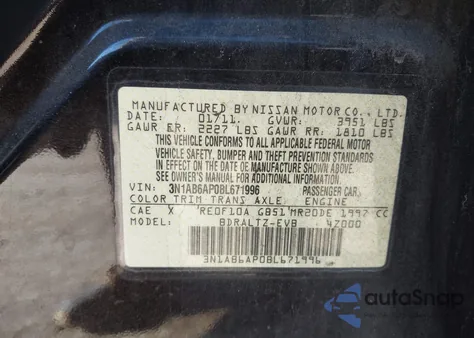 MANUFACTURED BY NISSAN MOTOR CO., LTD.
DATE: 01/11. GVWR: 3951 LBS
GAWR FR: 2227 LBS GAWR RR: 1810 LBS
THIS VEHICLE CONFORMS TO ALL APPLICABLE FEDERAL MOTOR
VEHICLE SAFETY, BUMPER AND THEFT PREVENTION STANDARDS
IN EFFECT ON THE DATE OF MANUFACTURE SHOWN ABOVE.
SEE OWNER'S MANUAL FOR ADDITIONAL INFORMATION
VIN: 3N1AB6AP0BL671996 PASSENGER CAR
COLOR TRIM TRANS AXLE ENGINE
CAE X RE0F10A GB51 MR20DE 1997 CC
BDRALTZ-EVB 4Z000
3N1AB6AP0BL671996
autoSnap